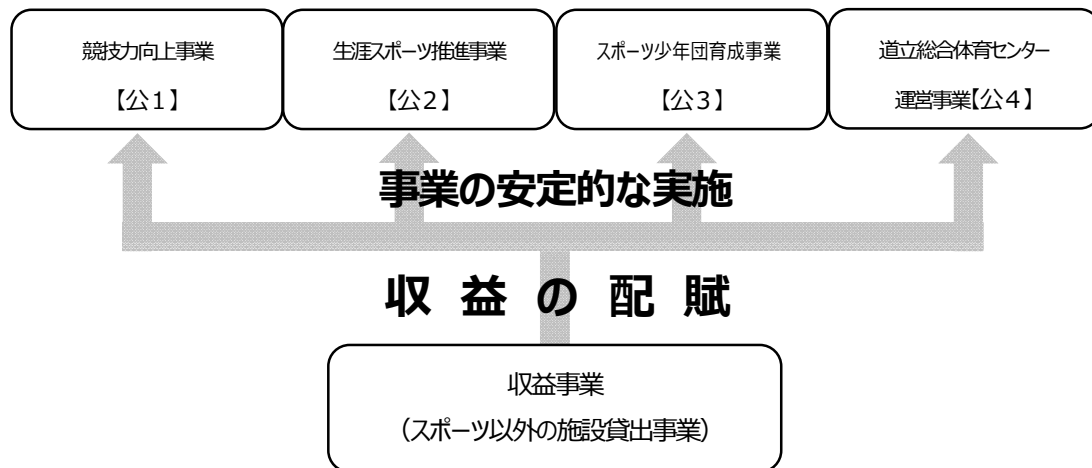 競技力向上事業
【公1】
生涯スポーツ推進事業
【公2】
スポーツ少年団育成事業
【公3】
道立総合体育センター
運営事業【公4】
事業の安定的な実施
収 益 の 配 賦
収益事業
（スポーツ以外の施設貸出事業）